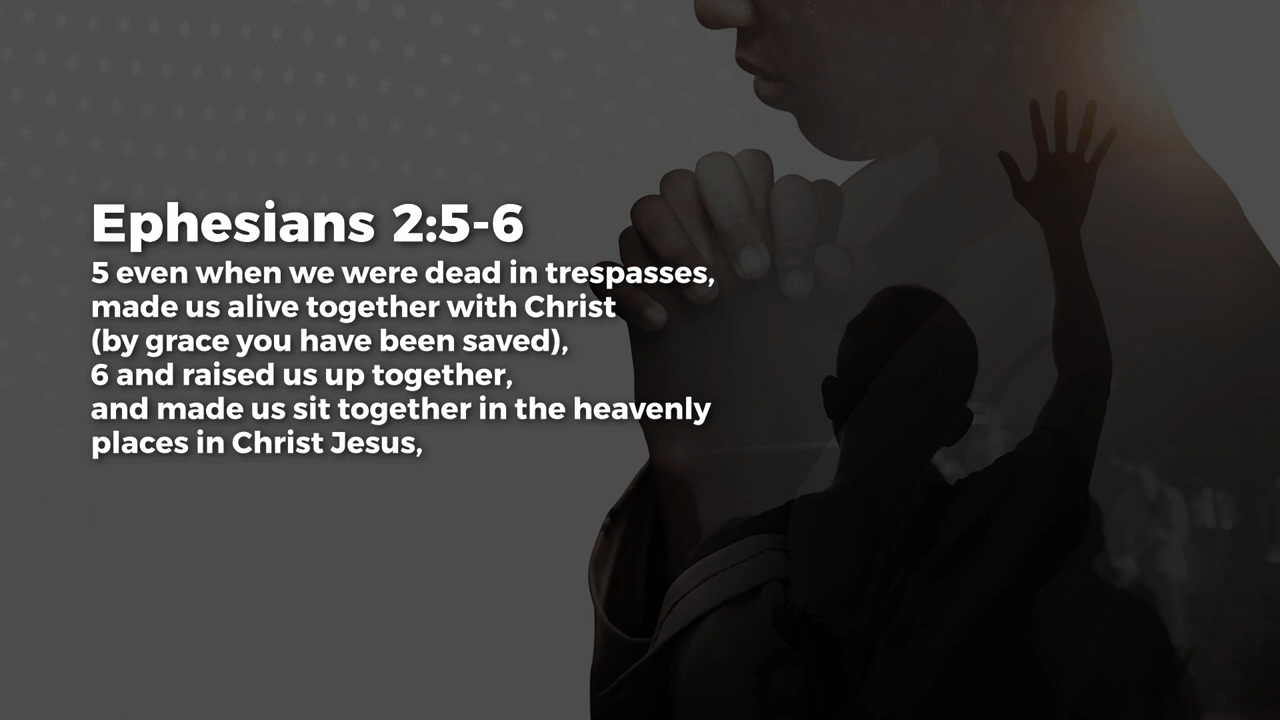 Ephesians 2:5-6
5 even when we were dead in trespasses,
made us alive together with Christ
(by grace you have been saved),
6 and raised us up together,
and made us sit together in the heavenly
places in Christ Jesus,